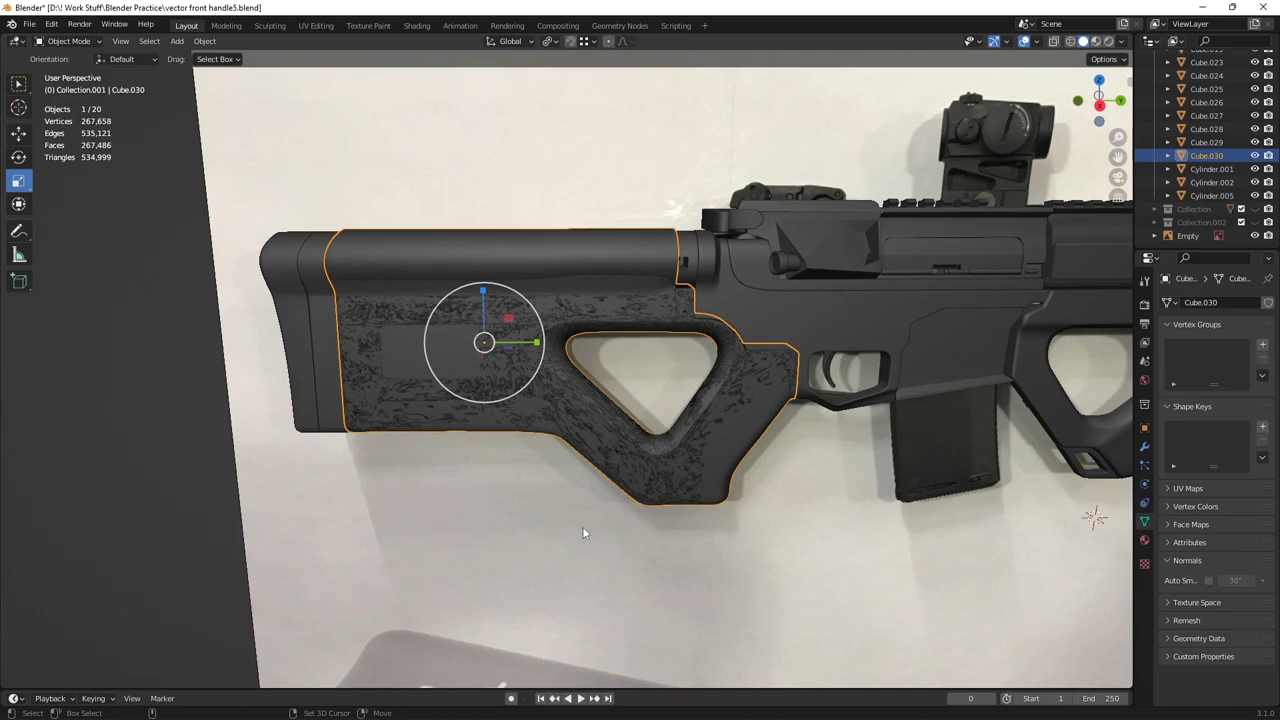 Blender* [D:\! Work Stuff\Blender Practice\vector front handle5.blend]
File Edit Render Window Help Layout Modeling Sculpting UV Editing Texture Paint Shading Animation Rendering Compositing Geometry Nodes Scripting + Scene ViewLayer
Object Mode View Select Add Object Global
Orientation: Default Drag: Select Box Options
User Perspective
(0) Collection.001 | Cube.030
Objects 1 / 20
Vertices 267,658
Edges 535,121
Faces 267,486
Triangles 534,999
Z
Y
X
Cube.023
Cube.024
Cube.025
Cube.026
Cube.027
Cube.028
Cube.029
Cube.030
Cylinder.001
Cylinder.002
Cylinder.005
Collection
Collection.002
Empty
Cube... Cube...
Cube.030
Vertex Groups
Shape Keys
UV Maps
Vertex Colors
Face Maps
Attributes
Normals
Auto Sm... 30°
Texture Space
Remesh
Geometry Data
Custom Properties
Playback Keying View Marker 0 Start 1 End 250
Select Box Select Set 3D Cursor Move 3.1.0